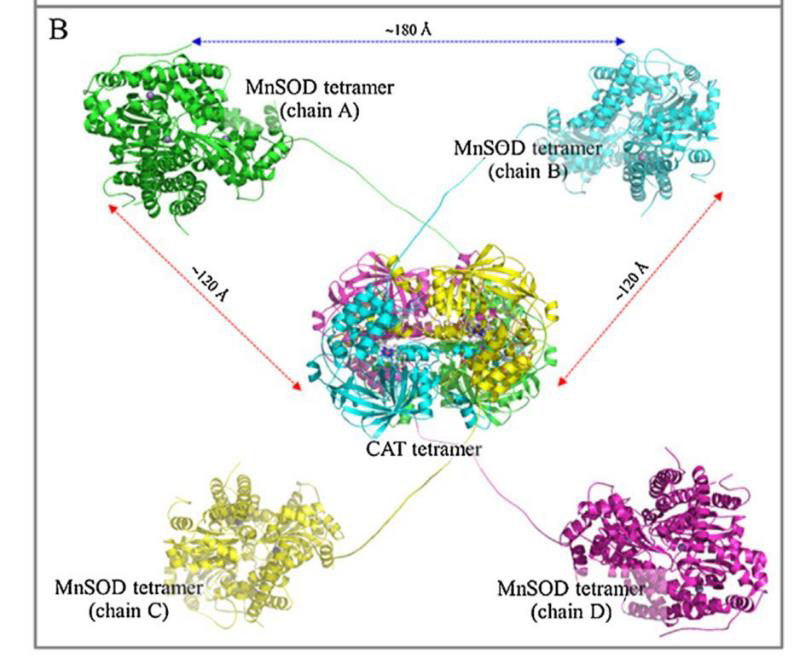 B
~180 Å
MnSOD tetramer
(chain A)
MnSOD tetramer
(chain B)
~120 Å
~120 Å
CAT tetramer
MnSOD tetramer
(chain C)
MnSOD tetramer
(chain D)